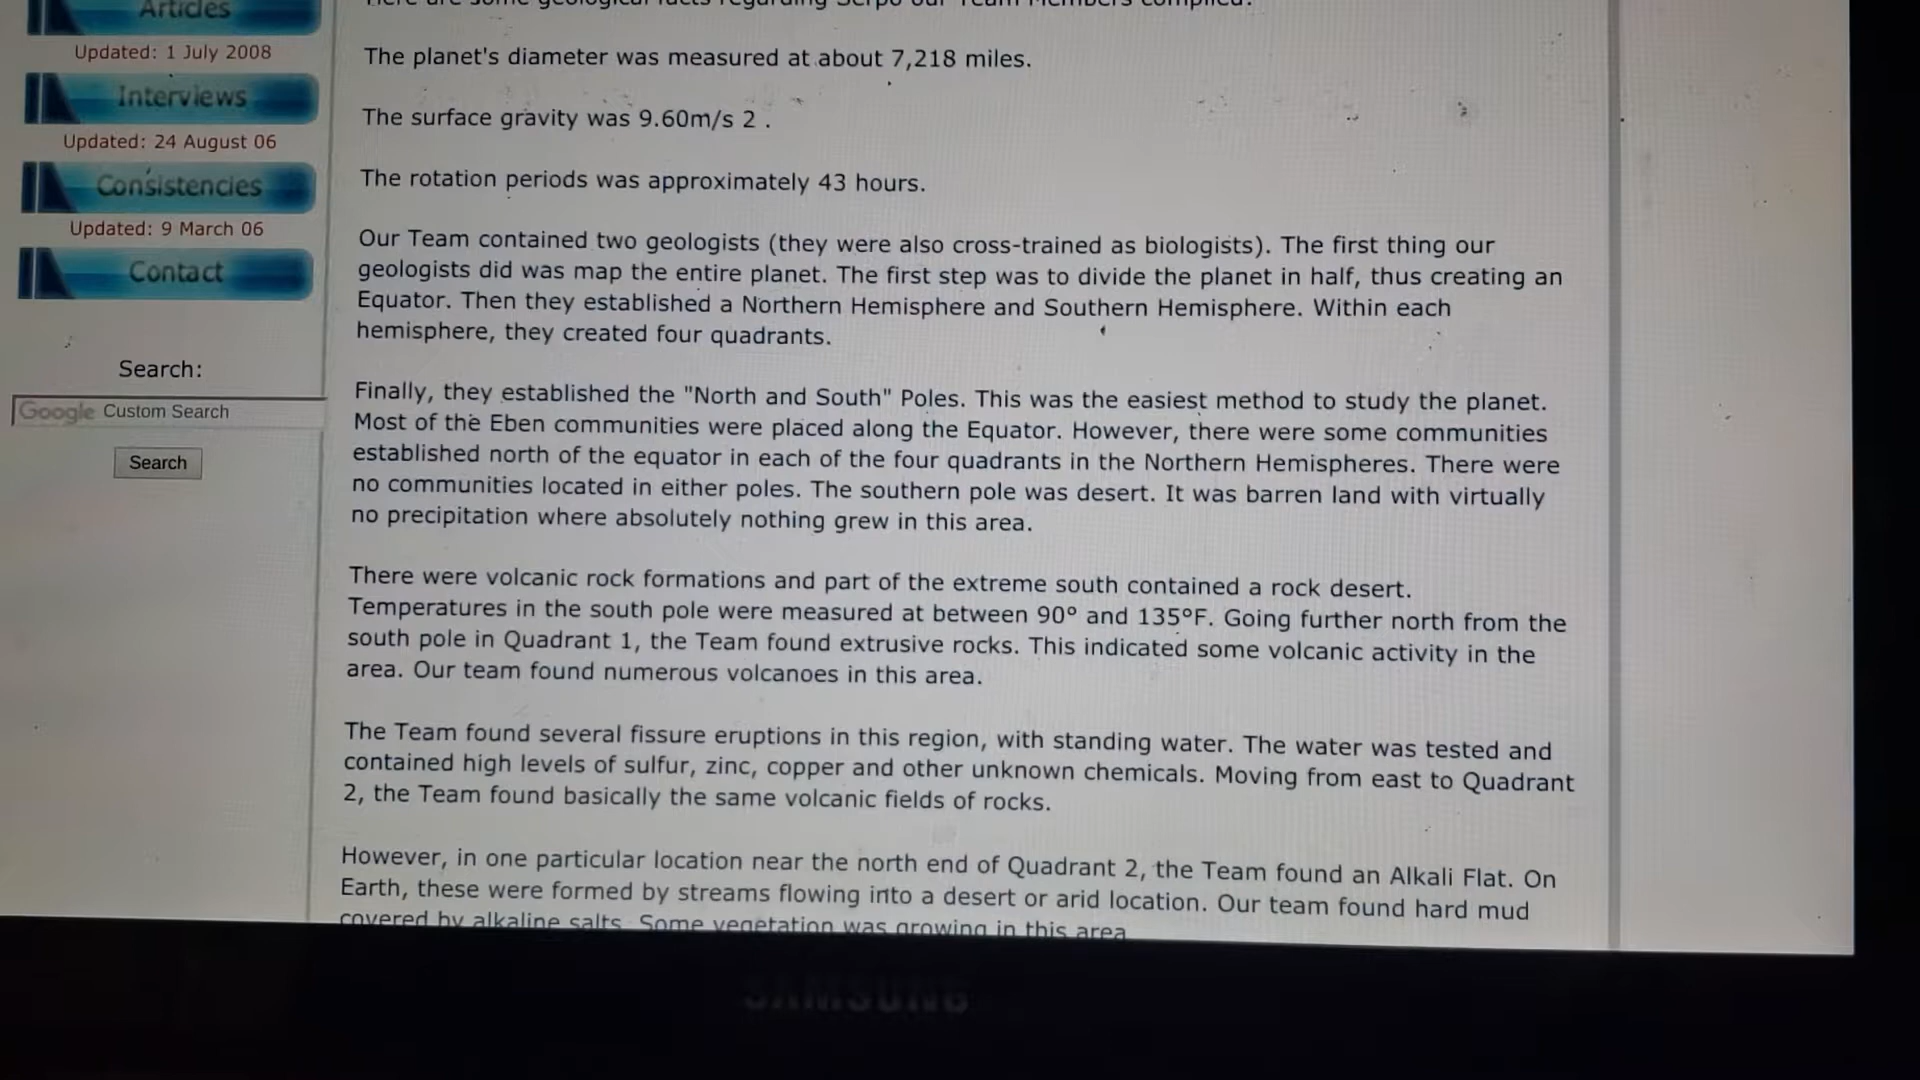 Articles
Updated: 1 July 2008
Interviews
Updated: 24 August 06
Consistencies
Updated: 9 March 06
Contact
Search:
Google Custom Search
Search
Here are some geological facts regarding Serpo our Team Members compiled:
The planet's diameter was measured at about 7,218 miles.
The surface gravity was 9.60m/s 2 .
The rotation periods was approximately 43 hours.
Our Team contained two geologists (they were also cross-trained as biologists). The first thing our
geologists did was map the entire planet. The first step was to divide the planet in half, thus creating an
Equator. Then they established a Northern Hemisphere and Southern Hemisphere. Within each
hemisphere, they created four quadrants.
Finally, they established the "North and South" Poles. This was the easiest method to study the planet.
Most of the Eben communities were placed along the Equator. However, there were some communities
established north of the equator in each of the four quadrants in the Northern Hemispheres. There were
no communities located in either poles. The southern pole was desert. It was barren land with virtually
no precipitation where absolutely nothing grew in this area.
There were volcanic rock formations and part of the extreme south contained a rock desert.
Temperatures in the south pole were measured at between 90º and 135ºF. Going further north from the
south pole in Quadrant 1, the Team found extrusive rocks. This indicated some volcanic activity in the
area. Our team found numerous volcanoes in this area.
The Team found several fissure eruptions in this region, with standing water. The water was tested and
contained high levels of sulfur, zinc, copper and other unknown chemicals. Moving from east to Quadrant
2, the Team found basically the same volcanic fields of rocks.
However, in one particular location near the north end of Quadrant 2, the Team found an Alkali Flat. On
Earth, these were formed by streams flowing into a desert or arid location. Our team found hard mud
covered by alkaline salts. Some vegetation was growing in this area
SAMSUNG